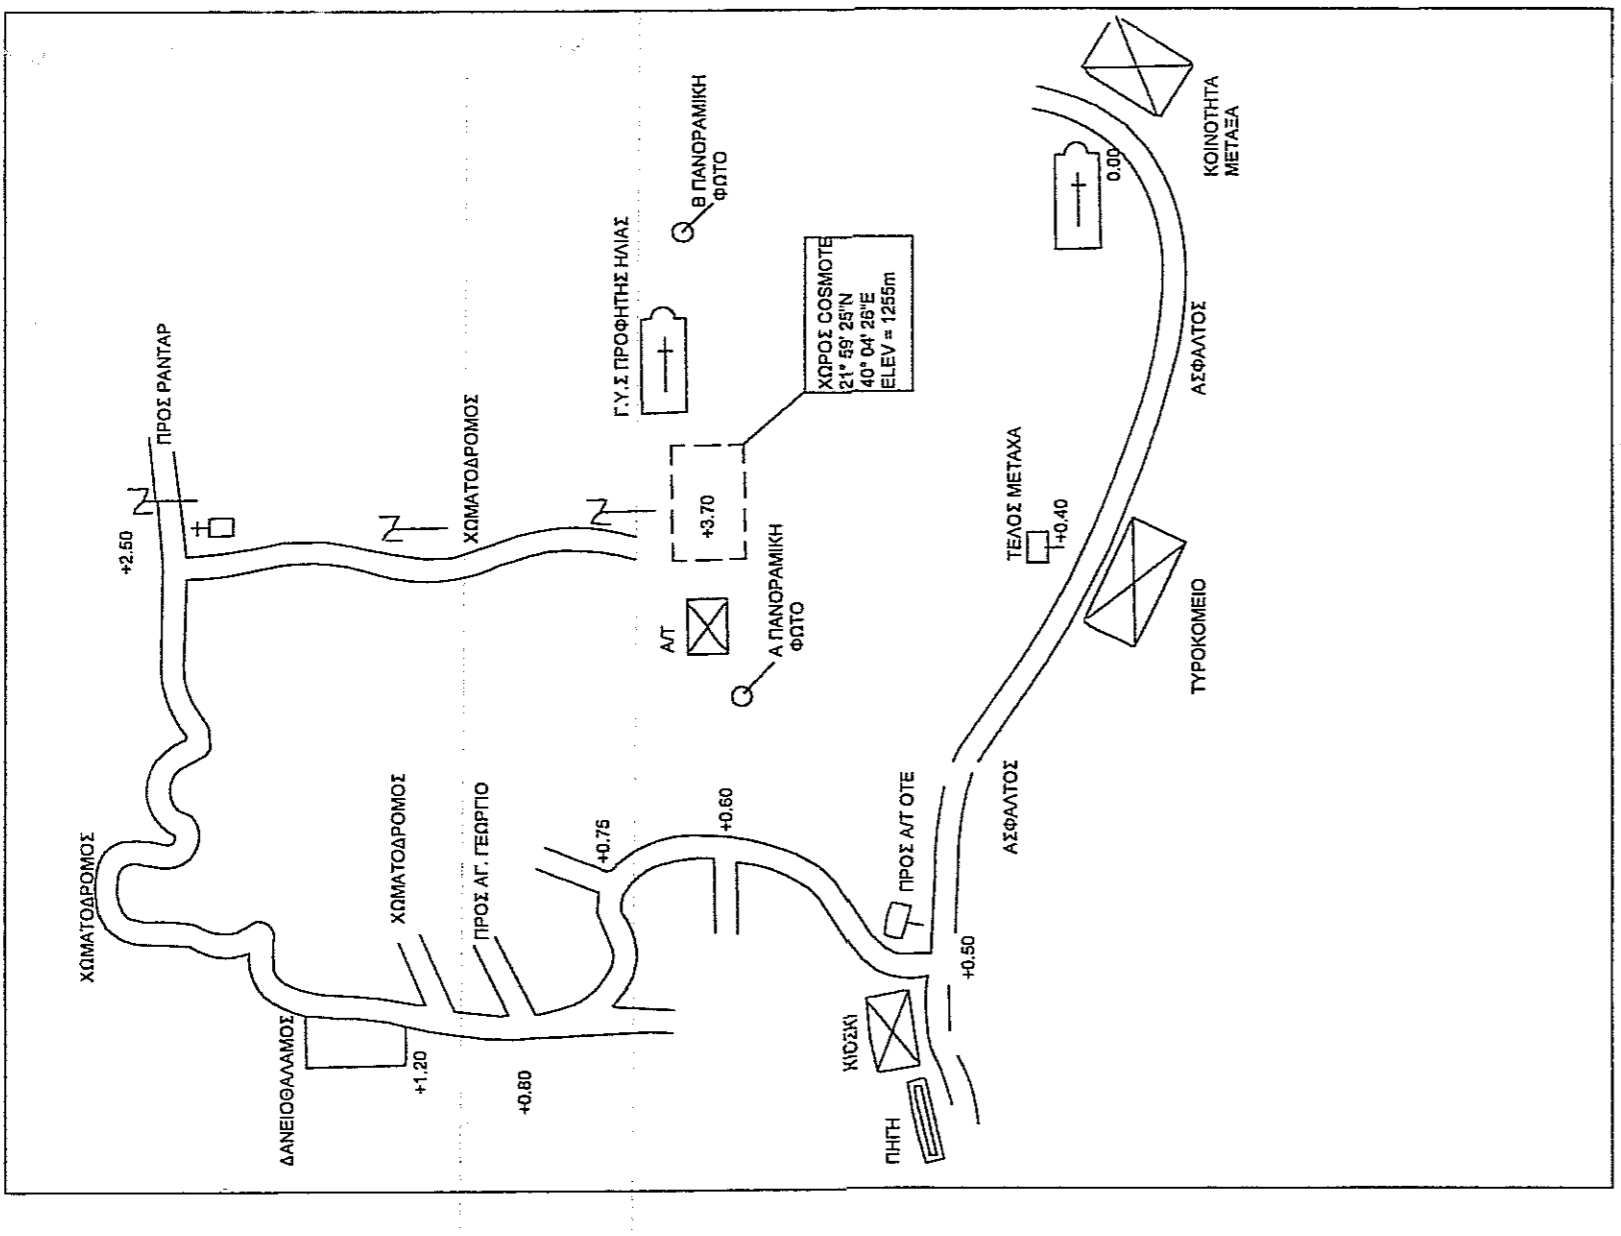 ΧΩΜΑΤΟΔΡΟΜΟΣ
ΠΡΟΣ ΡΑΝΤΑΡ
+2.50
ΔΑΝΕΙΟΘΑΛΑΜΟΣ
+1.20
ΧΩΜΑΤΟΔΡΟΜΟΣ
ΠΡΟΣ ΑΓ. ΓΕΩΡΓΙΟ
+0.80
ΧΩΜΑΤΟΔΡΟΜΟΣ
+0.75
+0.60
Γ.Υ.Σ ΠΡΟΦΗΤΗΣ ΗΛΙΑΣ
Β ΠΑΝΟΡΑΜΙΚΗ
ΦΩΤΟ
Α/Τ
+3.70
Α ΠΑΝΟΡΑΜΙΚΗ
ΦΩΤΟ
ΧΩΡΟΣ COSMOTE
21° 59' 25"N
40° 04' 26"E
ELEV = 1255m
ΚΙΟΣΚΙ
ΠΗΓΗ
ΠΡΟΣ Α/Τ ΟΤΕ
+0.50
ΑΣΦΑΛΤΟΣ
ΤΕΛΟΣ ΜΕΤΑΧΑ
+0.40
0.00
ΤΥΡΟΚΟΜΕΙΟ
ΑΣΦΑΛΤΟΣ
ΚΟΙΝΟΤΗΤΑ
ΜΕΤΑΞΑ